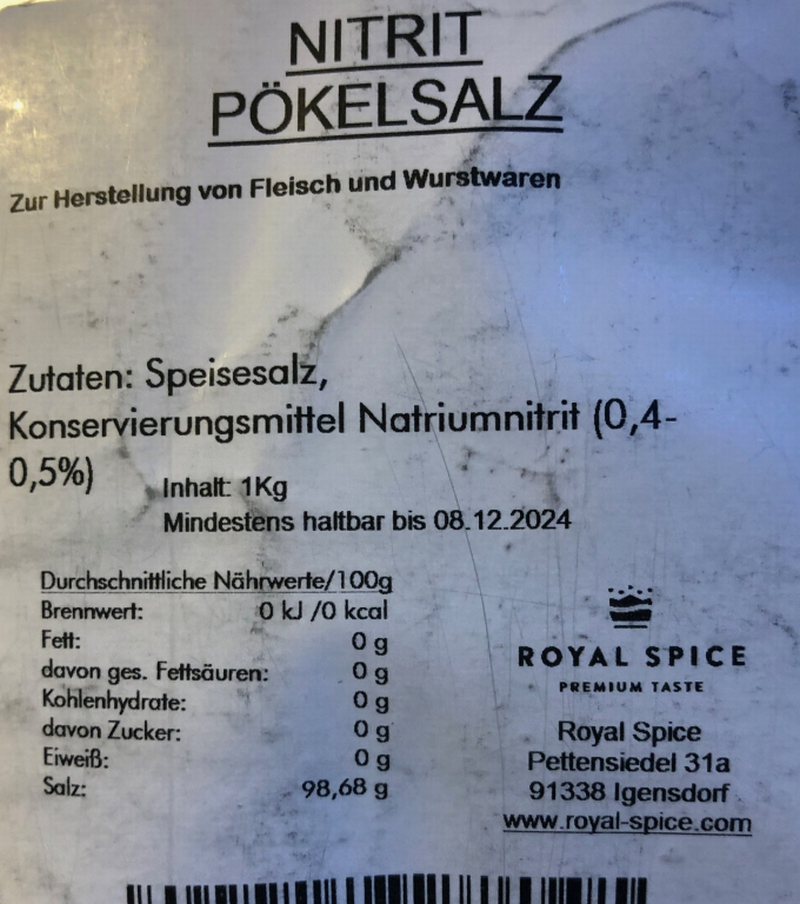 NITRIT
PÖKELSALZ
Zur Herstellung von Fleisch und Wurstwaren
Zutaten: Speisesalz,
Konservierungsmittel Natriumnitrit (0,4-
0,5%)
Inhalt: 1Kg
Mindestens haltbar bis 08.12.2024
Durchschnittliche Nährwerte/100g
Brennwert: 0 kJ /0 kcal
Fett: 0 g
davon ges. Fettsäuren: 0 g
Kohlenhydrate: 0 g
davon Zucker: 0 g
Eiweiß: 0 g
Salz: 98,68 g
ROYAL SPICE
PREMIUM TASTE
Royal Spice
Pettensiedel 31a
91338 Igensdorf
www.royal-spice.com